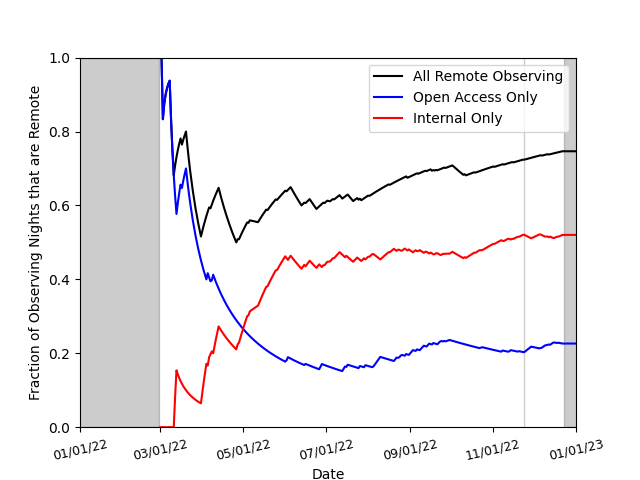 1.0
0.8
0.6
0.4
0.2
0.0
Fraction of Observing Nights that are Remote
All Remote Observing
Open Access Only
Internal Only
01/01/22
03/01/22
05/01/22
07/01/22
09/01/22
11/01/22
01/01/23
Date